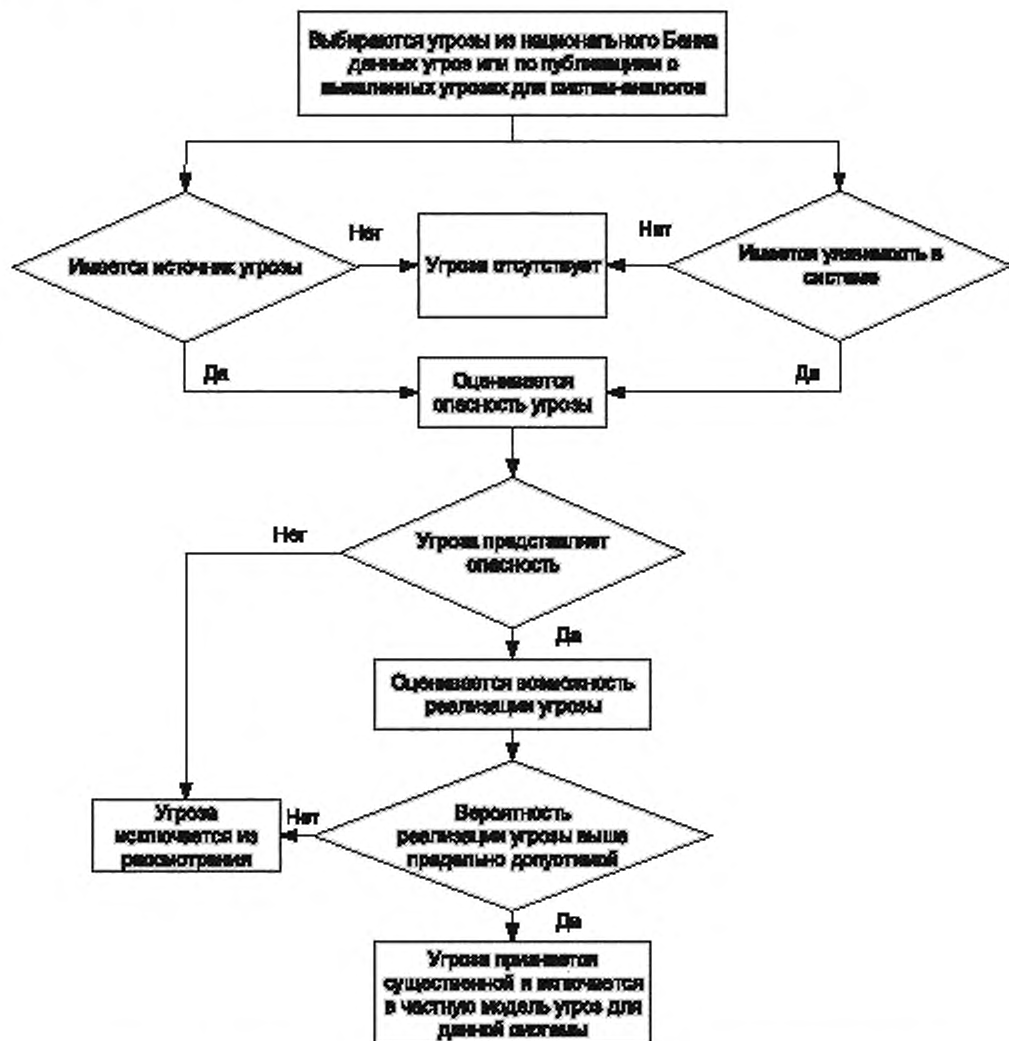 Выбираются угрозы из национального Банка
данных угроз или по публикациям о
выявленных угрозах для систем-аналогов
Имеется источник угрозы
Нет
Угроза отсутствует
Нет
Имеется уязвимость в
системе
Да
Оценивается
опасность угрозы
Да
Нет
Угроза представляет
опасность
Да
Оценивается возможность
реализации угрозы
Угроза
исключается из
рассмотрения
Нет
Вероятность
реализации угрозы выше
предельно допустимой
Да
Угроза признается
существенной и включается
в частную модель угроз для
данной системы